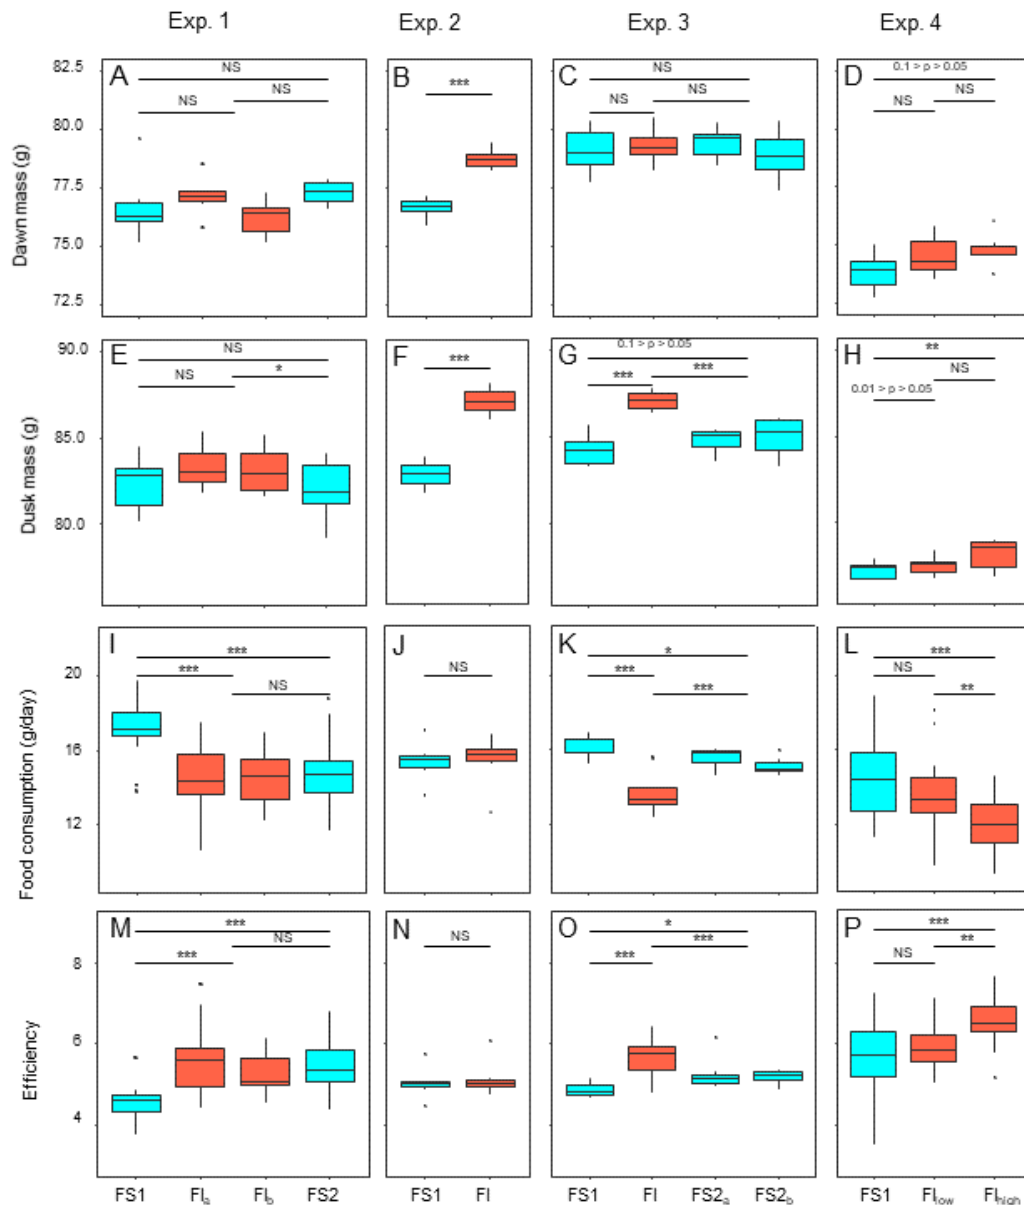 Exp. 1 Exp. 2 Exp. 3 Exp. 4
Dawn mass (g)
82.5
80.0
77.5
75.0
72.5
A
NS
NS
NS
B
***
C
NS
NS
NS
D
0.1 > p > 0.05
NS
NS
Dusk mass (g)
90.0
85.0
80.0
E
NS
NS
*
F
***
G
0.1 > p > 0.05
***
***
H
**
NS
0.01 > p > 0.05
Food consumption (g/day)
20
16
12
I
***
***
NS
J
NS
K
*
***
***
L
***
NS
**
Efficiency
8
6
4
M
***
NS
***
N
NS
O
*
***
***
P
***
**
NS
FS1 FIa FIb FS2 FS1 FI FS1 FI FS2a FS2b FS1 FIlow FIhigh